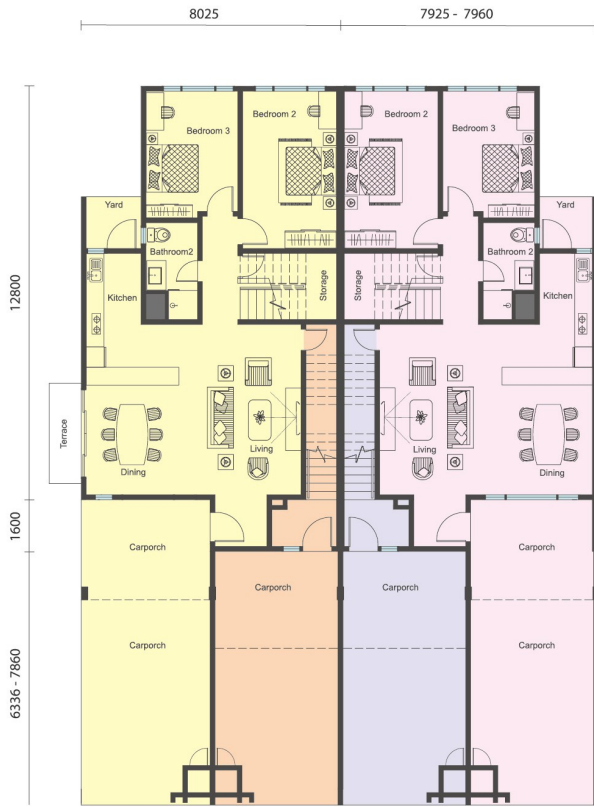 8025
7925 - 7960
Bedroom 3
Bedroom 2
Bedroom 2
Bedroom 3
Yard
Yard
Bathroom2
Bathroom 2
Storage
Storage
12800
Kitchen
Kitchen
Terrace
Living
Living
Dining
Dining
1600
Carporch
Carporch
Carporch
Carporch
6336 - 7860
Carporch
Carporch